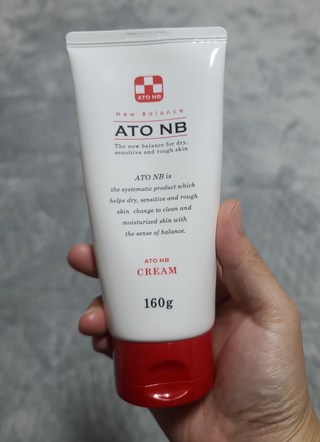 ATO NB
New Balance
ATO NB
The new balance for dry,
sensitive and rough skin
ATO NB is
the systematic product which
helps dry, sensitive and rough
skin change to clean and
moisturized skin with
the sense of balance.
ATO NB
CREAM
160g